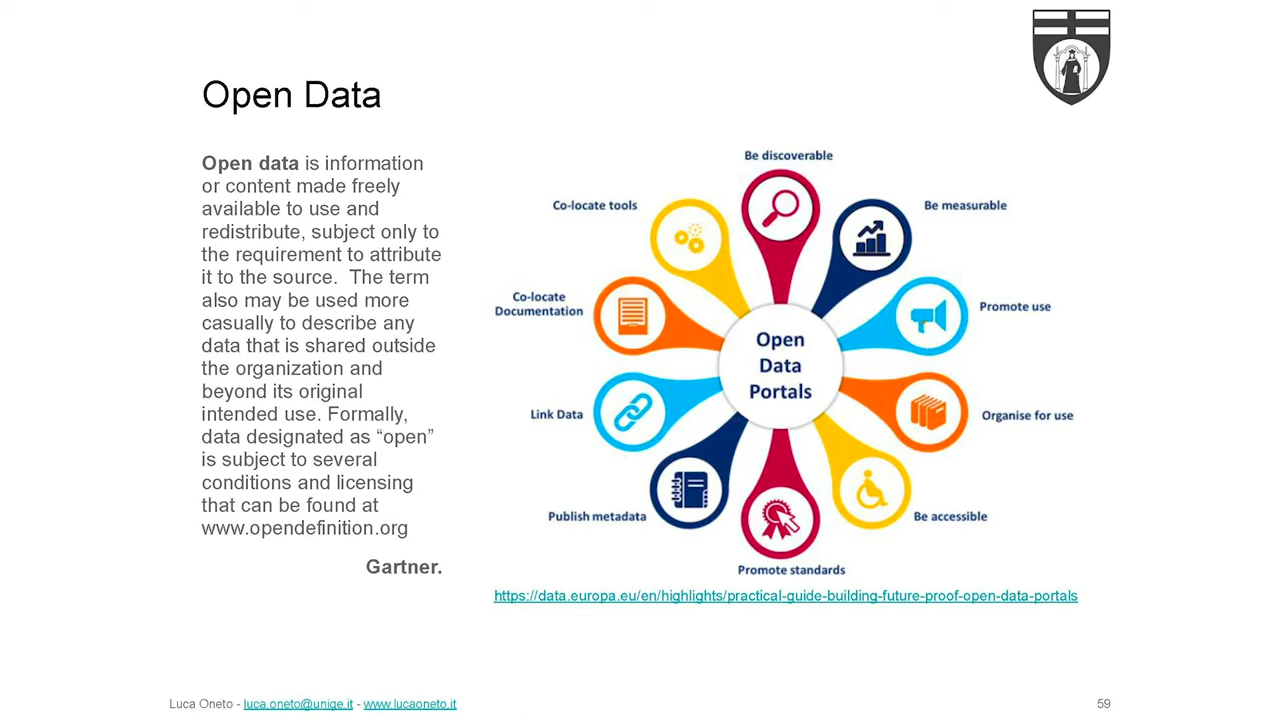 Open Data
Open data is information
or content made freely
available to use and
redistribute, subject only to
the requirement to attribute
it to the source.  The term
also may be used more
casually to describe any
data that is shared outside
the organization and
beyond its original
intended use. Formally,
data designated as “open”
is subject to several
conditions and licensing
that can be found at
www.opendefinition.org
Gartner.
Be discoverable
Be measurable
Promote use
Organise for use
Be accessible
Promote standards
Publish metadata
Link Data
Co-locate
Documentation
Co-locate tools
Open
Data
Portals
https://data.europa.eu/en/highlights/practical-guide-building-future-proof-open-data-portals
Luca Oneto - luca.oneto@unige.it - www.lucaoneto.it
59